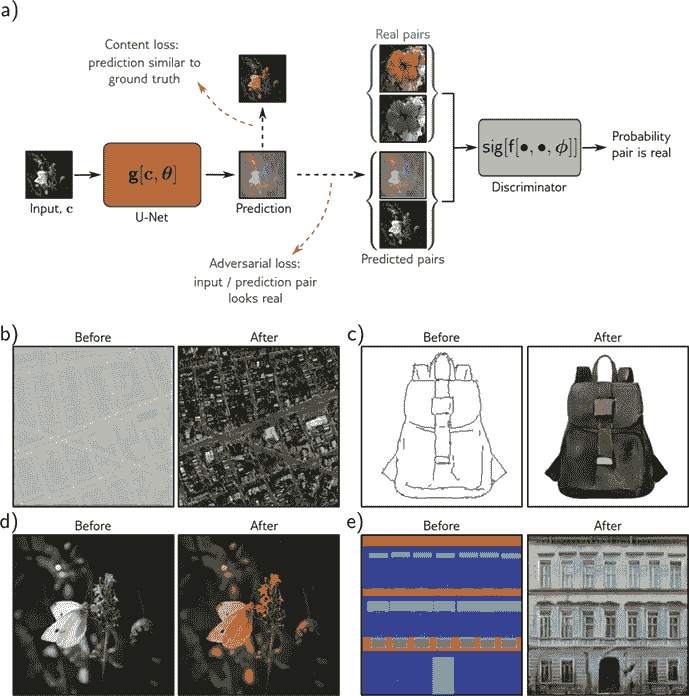 a)
Real pairs
Content loss:
prediction similar to
ground truth
g[c, θ]
sig[f[•, •, ϕ]]
Probability
pair is real
Input, c
U-Net
Prediction
Discriminator
Predicted pairs
Adversarial loss:
input / prediction pair
looks real
b)
Before
After
c)
Before
After
d)
Before
After
e)
Before
After